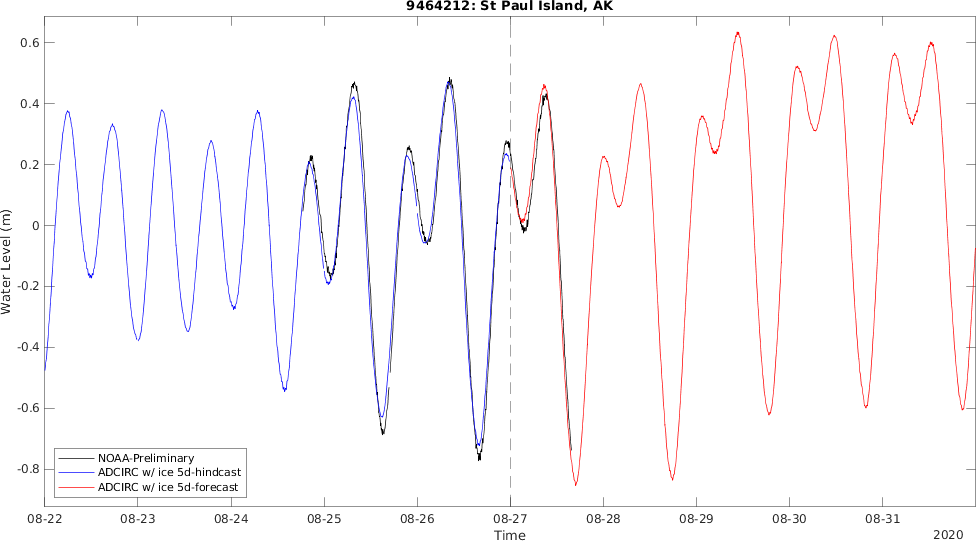 9464212: St Paul Island, AK
0.6
0.4
0.2
0
-0.2
-0.4
-0.6
-0.8
Water Level (m)
NOAA-Preliminary
ADCIRC w/ ice 5d-hindcast
ADCIRC w/ ice 5d-forecast
08-22 08-23 08-24 08-25 08-26 08-27 08-28 08-29 08-30 08-31
Time
2020